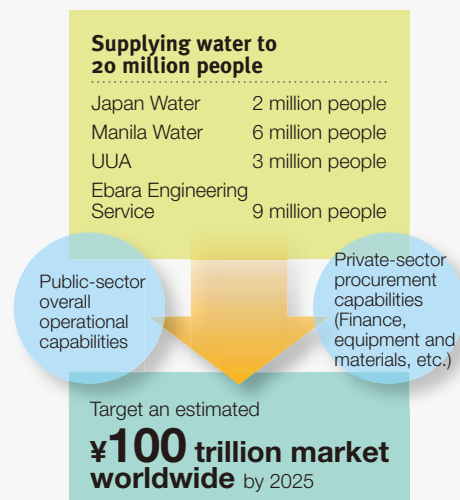 Supplying water to
20 million people
Japan Water 2 million people
Manila Water 6 million people
UUA 3 million people
Ebara Engineering
Service 9 million people
Public-sector
overall
operational
capabilities
Private-sector
procurement
capabilities
(Finance,
equipment and
materials, etc.)
Target an estimated
¥100 trillion market
worldwide by 2025